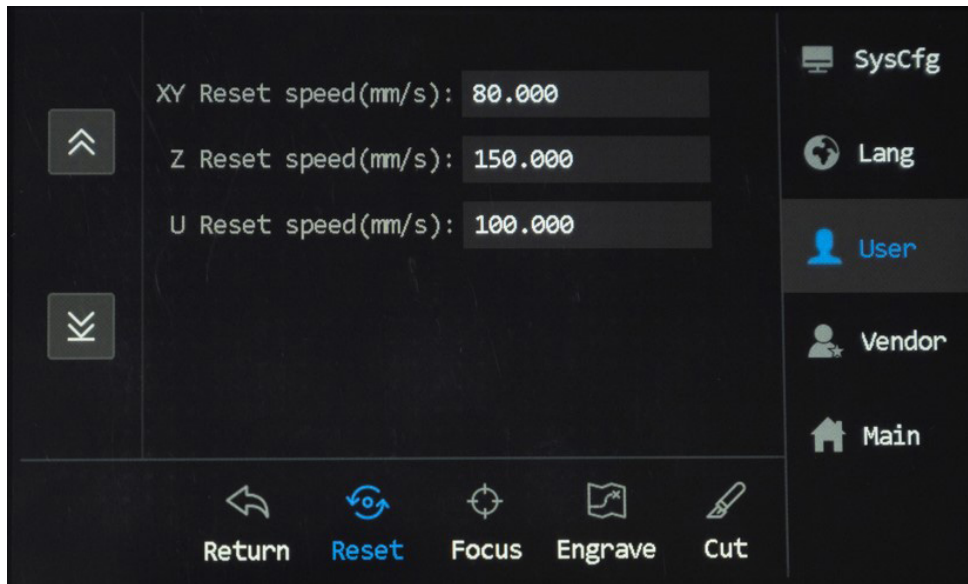 XY Reset speed(mm/s): 80.000
Z Reset speed(mm/s): 150.000
U Reset speed(mm/s): 100.000
SysCfg
Lang
User
Vendor
Main
Return Reset Focus Engrave Cut